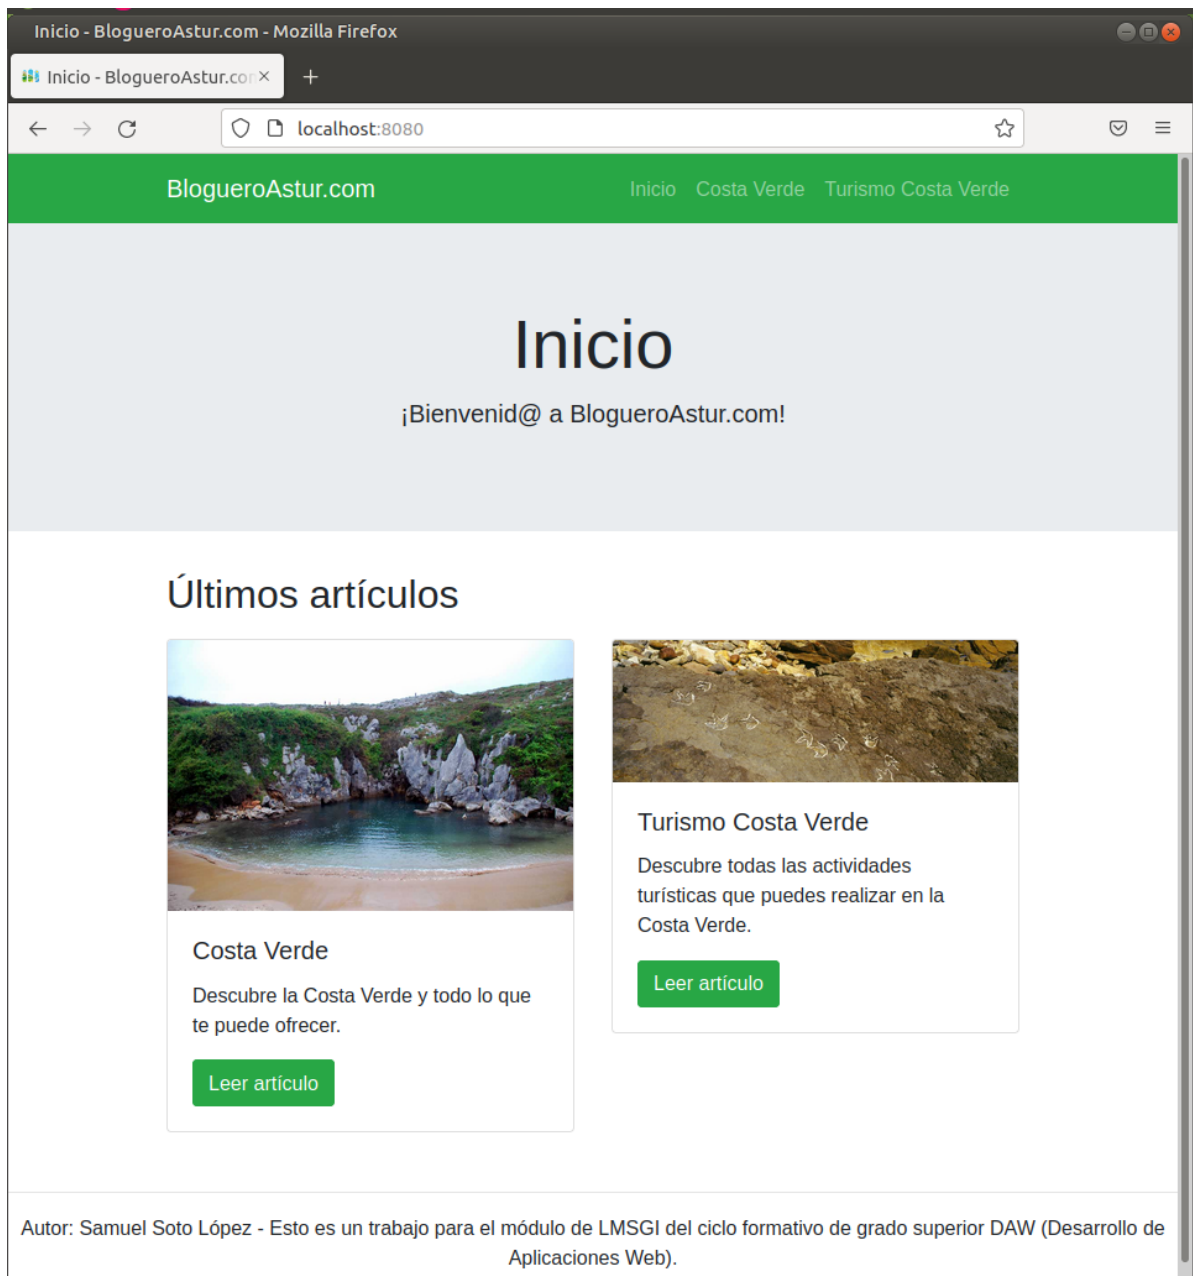 Inicio - BlogueroAstur.com - Mozilla Firefox
Inicio - BlogueroAstur.com
localhost:8080
BlogueroAstur.com
Inicio Costa Verde Turismo Costa Verde
Inicio
¡Bienvenid@ a BlogueroAstur.com!
Últimos artículos
Costa Verde
Descubre la Costa Verde y todo lo que
te puede ofrecer.
Leer artículo
Turismo Costa Verde
Descubre todas las actividades
turísticas que puedes realizar en la
Costa Verde.
Leer artículo
Autor: Samuel Soto López - Esto es un trabajo para el módulo de LMSGI del ciclo formativo de grado superior DAW (Desarrollo de
Aplicaciones Web).